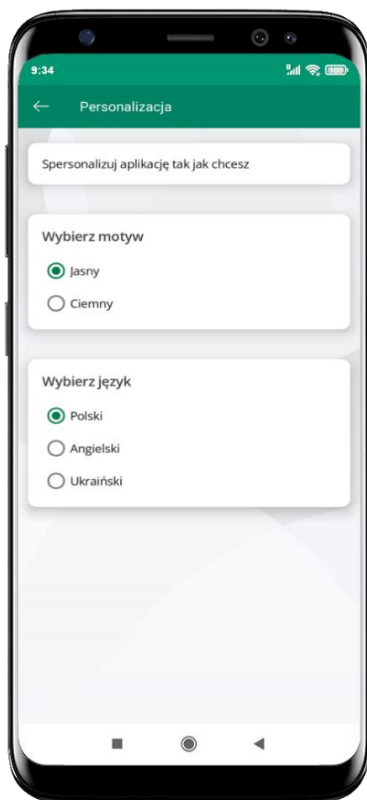 9:34
Personalizacja
Spersonalizuj aplikację tak jak chcesz
Wybierz motyw
Jasny
Ciemny
Wybierz język
Polski
Angielski
Ukraiński